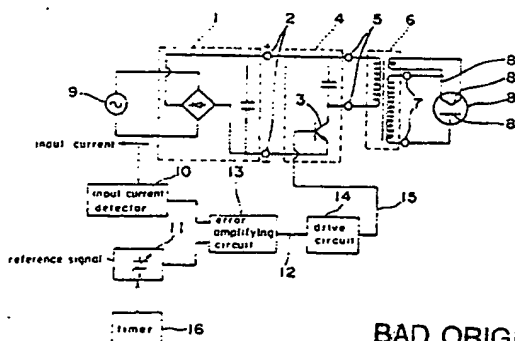 1 2 4 5 6
9 3 7 8
8
8
8
input current
10 13 14 15
input current
detector
11
error
amplifying
circuit
12
drive
circuit
reference signal
timer 16
BAD ORIG